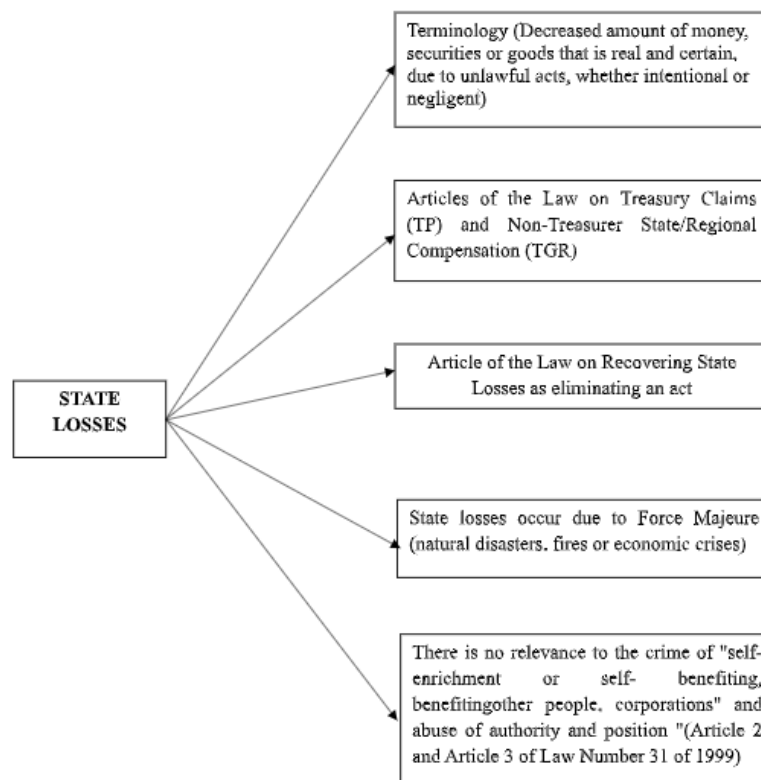 Terminology (Decreased amount of money,
securities or goods that is real and certain,
due to unlawful acts, whether intentional or
negligent)
Articles of the Law on Treasury Claims
(TP) and Non-Treasurer State/Regional
Compensation (TGR)
Article of the Law on Recovering State
Losses as eliminating an act
STATE
LOSSES
State losses occur due to Force Majeure
(natural disasters. fires or economic crises)
There is no relevance to the crime of "self-
enrichment or self- benefiting,
benefitingother people, corporations" and
abuse of authority and position "(Article 2
and Article 3 of Law Number 31 of 1999)